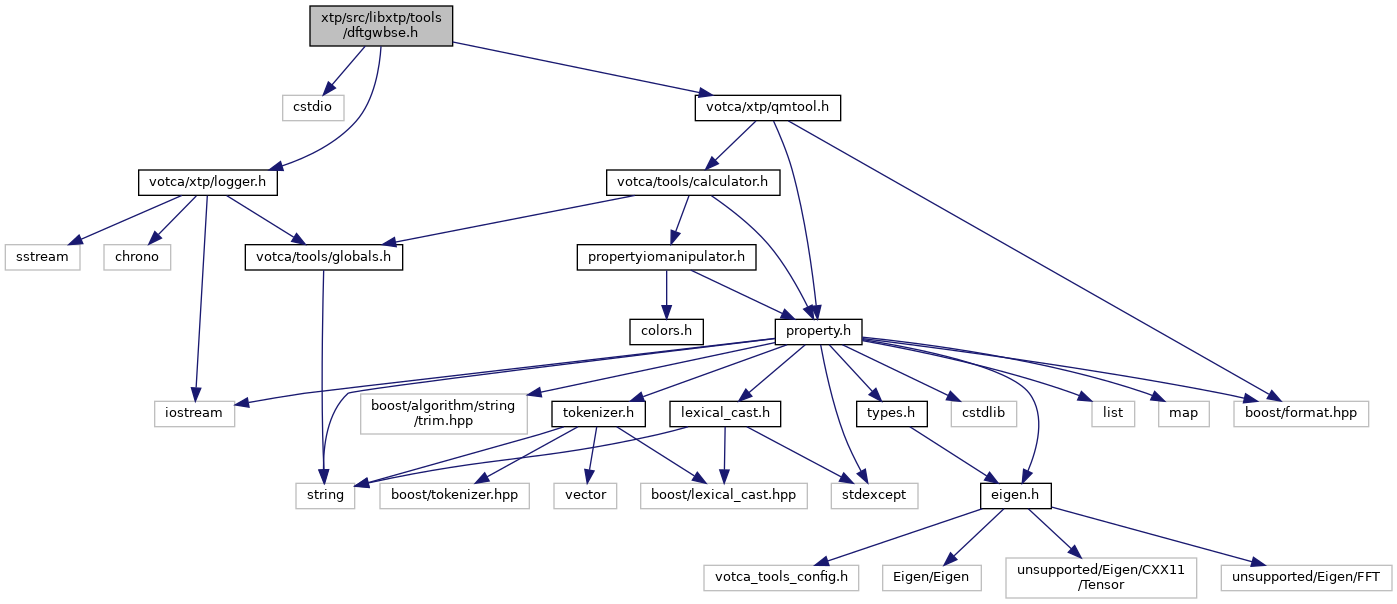 xtp/src/libxtp/tools
/dftgwbse.h
cstdio
votca/xtp/qmtool.h
votca/xtp/logger.h
votca/tools/calculator.h
sstream
chrono
votca/tools/globals.h
propertyiomanipulator.h
colors.h
property.h
iostream
boost/algorithm/string
/trim.hpp
tokenizer.h
lexical_cast.h
types.h
cstdlib
list
map
boost/format.hpp
string
boost/tokenizer.hpp
vector
boost/lexical_cast.hpp
stdexcept
eigen.h
votca_tools_config.h
Eigen/Eigen
unsupported/Eigen/CXX11
/Tensor
unsupported/Eigen/FFT